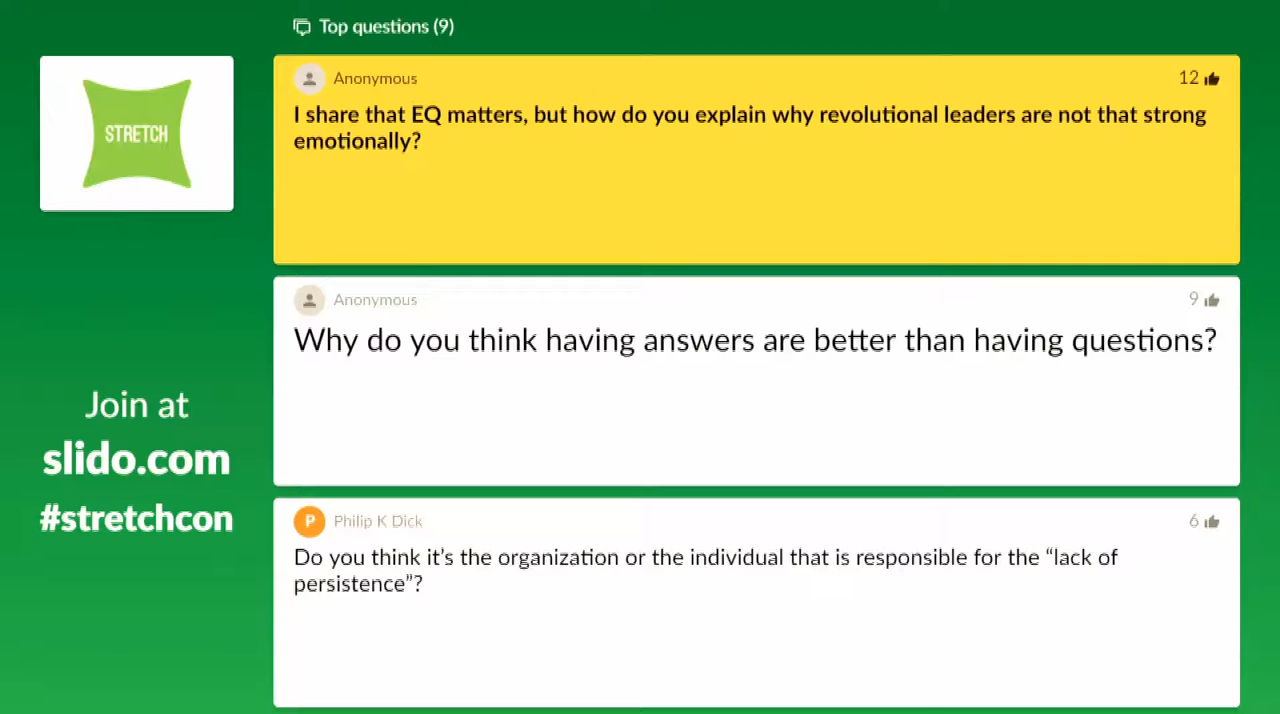 Top questions (9)
STRETCH
Anonymous
12
I share that EQ matters, but how do you explain why revolutional leaders are not that strong
emotionally?
Anonymous
9
Why do you think having answers are better than having questions?
Join at
slido.com
#stretchcon
P
Philip K Dick
6
Do you think it’s the organization or the individual that is responsible for the “lack of
persistence”?